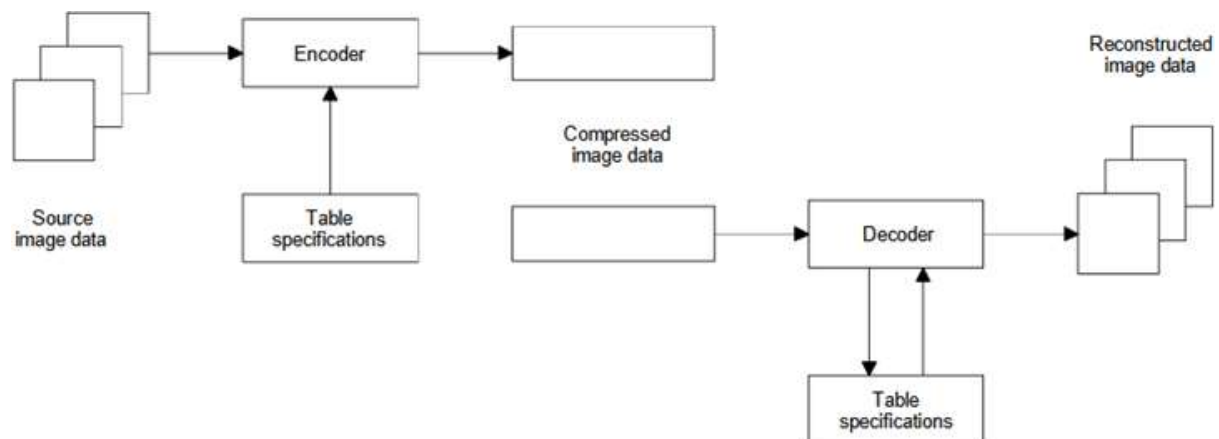 Encoder
Reconstructed
image data
Compressed
image data
Source
image data
Table
specifications
Decoder
Table
specifications